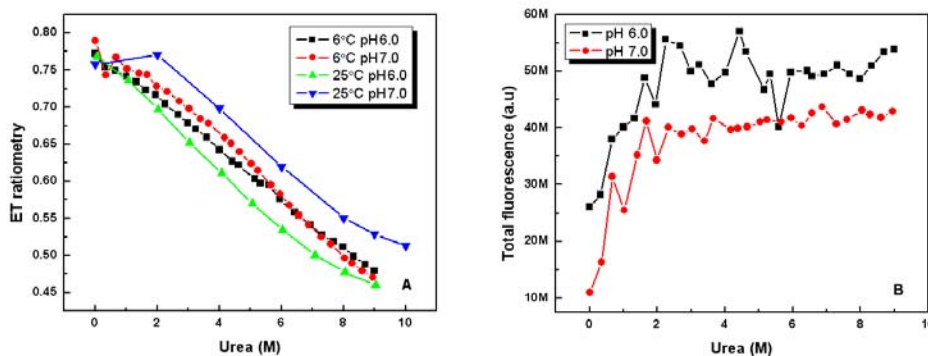 0.80
0.75
0.70
0.65
0.60
0.55
0.50
0.45
ET ratiometry
6°C pH6.0
6°C pH7.0
25°C pH6.0
25°C pH7.0
A
0 2 4 6 8 10
Urea (M)
60M
50M
40M
30M
20M
10M
Total fluorescence (a.u)
pH 6.0
pH 7.0
B
0 2 4 6 8 10
Urea (M)